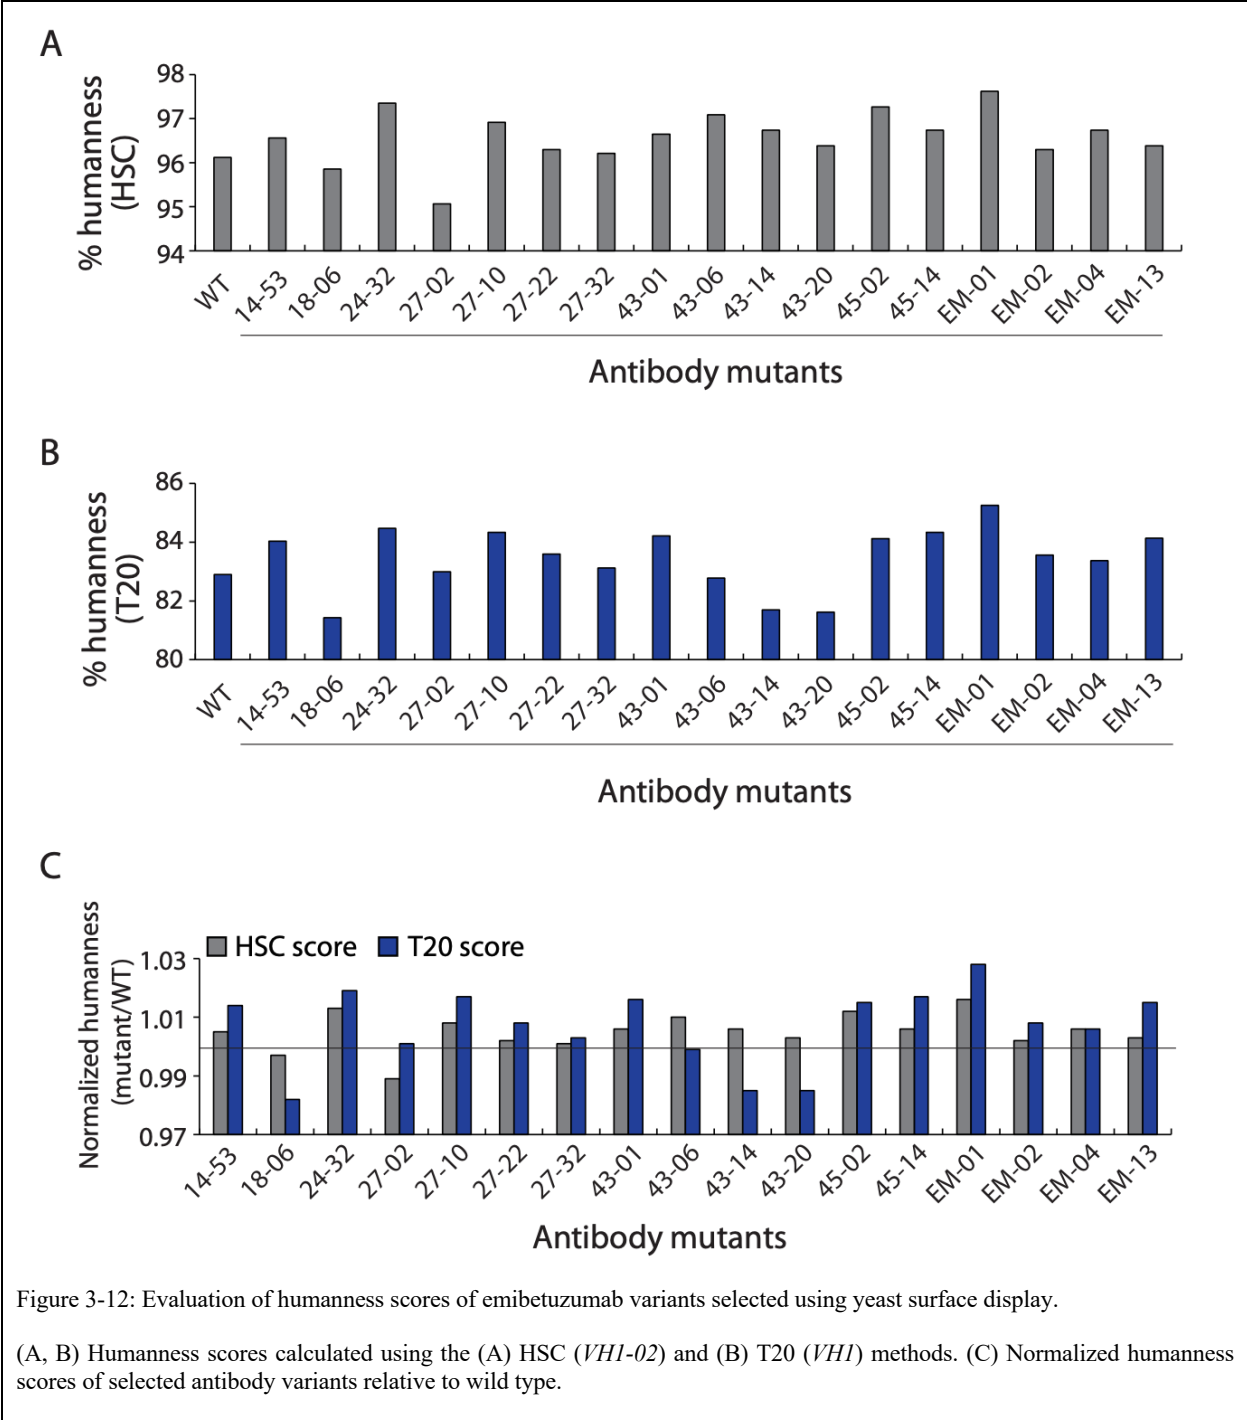 A
% humanness
(HSC)
98
97
96
95
94
WT 14-53 18-06 24-32 27-02 27-10 27-22 27-32 43-01 43-06 43-14 43-20 45-02 45-14 EM-01 EM-02 EM-04 EM-13
Antibody mutants
B
% humanness
(T20)
86
84
82
80
WT 14-53 18-06 24-32 27-02 27-10 27-22 27-32 43-01 43-06 43-14 43-20 45-02 45-14 EM-01 EM-02 EM-04 EM-13
Antibody mutants
C
Normalized humanness
(mutant/WT)
HSC score T20 score
1.03
1.01
0.99
0.97
14-53 18-06 24-32 27-02 27-10 27-22 27-32 43-01 43-06 43-14 43-20 45-02 45-14 EM-01 EM-02 EM-04 EM-13
Antibody mutants
Figure 3-12: Evaluation of humanness scores of emibetuzumab variants selected using yeast surface display.
(A, B) Humanness scores calculated using the (A) HSC (VH1-02) and (B) T20 (VH1) methods. (C) Normalized humanness
scores of selected antibody variants relative to wild type.